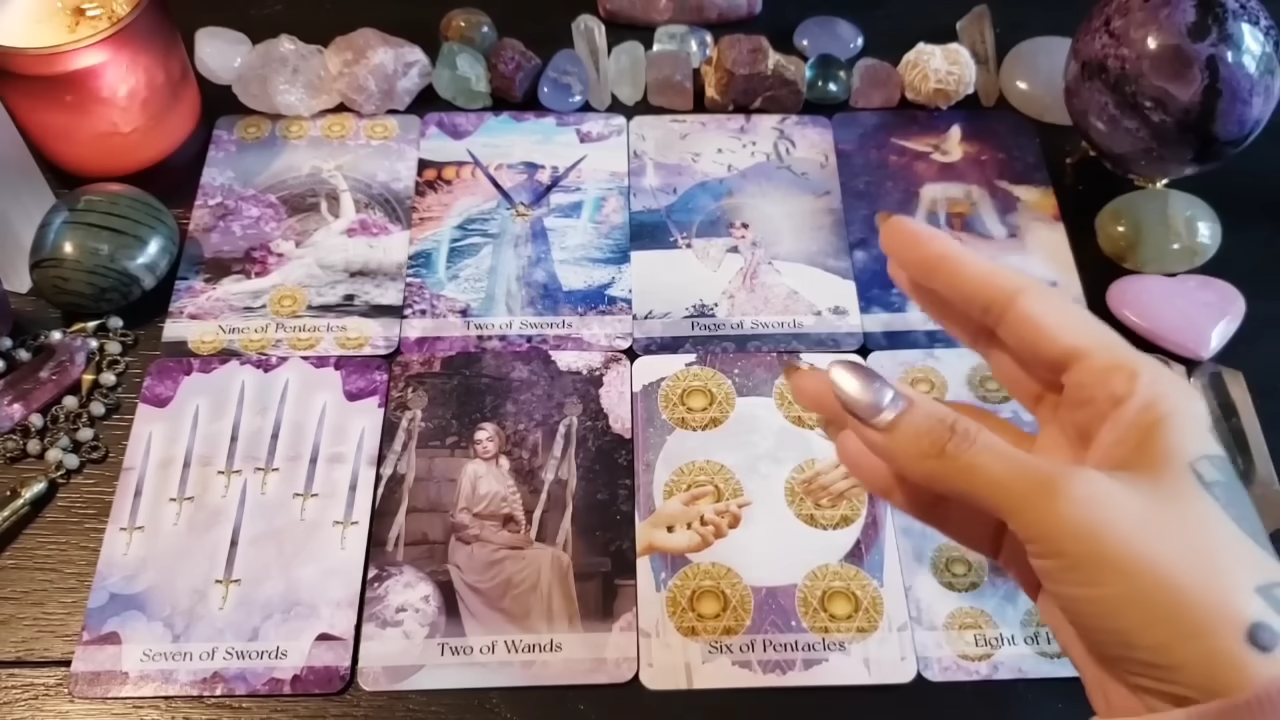 Nine of Pentacles
Two of Swords
Page of Swords
Seven of Swords
Two of Wands
Six of Pentacles
Eight of